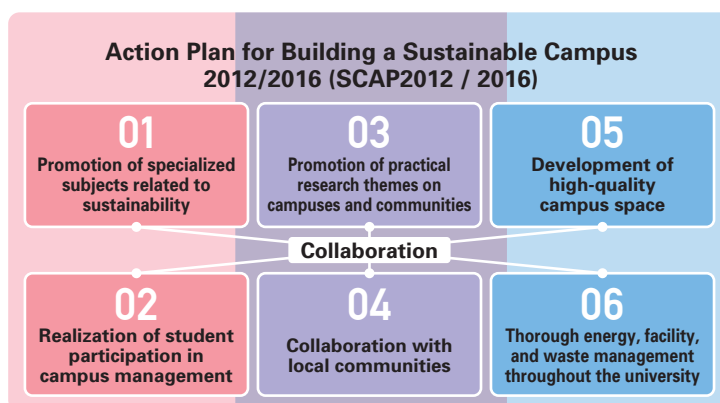 Action Plan for Building a Sustainable Campus
2012/2016 (SCAP2012 / 2016)
01
Promotion of specialized
subjects related to
sustainability
03
Promotion of practical
research themes on
campuses and communities
05
Development of
high-quality
campus space
Collaboration
02
Realization of student
participation in
campus management
04
Collaboration with
local communities
06
Thorough energy, facility,
and waste management
throughout the university